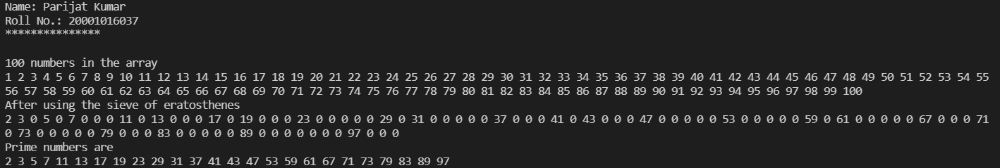 Name: Parijat Kumar
Roll No.: 20001016037
***************
100 numbers in the array
1 2 3 4 5 6 7 8 9 10 11 12 13 14 15 16 17 18 19 20 21 22 23 24 25 26 27 28 29 30 31 32 33 34 35 36 37 38 39 40 41 42 43 44 45 46 47 48 49 50 51 52 53 54 55
56 57 58 59 60 61 62 63 64 65 66 67 68 69 70 71 72 73 74 75 76 77 78 79 80 81 82 83 84 85 86 87 88 89 90 91 92 93 94 95 96 97 98 99 100
After using the sieve of eratosthenes
2 3 0 5 0 7 0 0 0 11 0 13 0 0 0 17 0 19 0 0 0 23 0 0 0 0 0 29 0 31 0 0 0 0 0 37 0 0 0 41 0 43 0 0 0 47 0 0 0 0 0 53 0 0 0 0 0 59 0 61 0 0 0 0 0 67 0 0 0 71
0 73 0 0 0 0 0 79 0 0 0 83 0 0 0 0 0 89 0 0 0 0 0 0 0 97 0 0 0
Prime numbers are
2 3 5 7 11 13 17 19 23 29 31 37 41 43 47 53 59 61 67 71 73 79 83 89 97